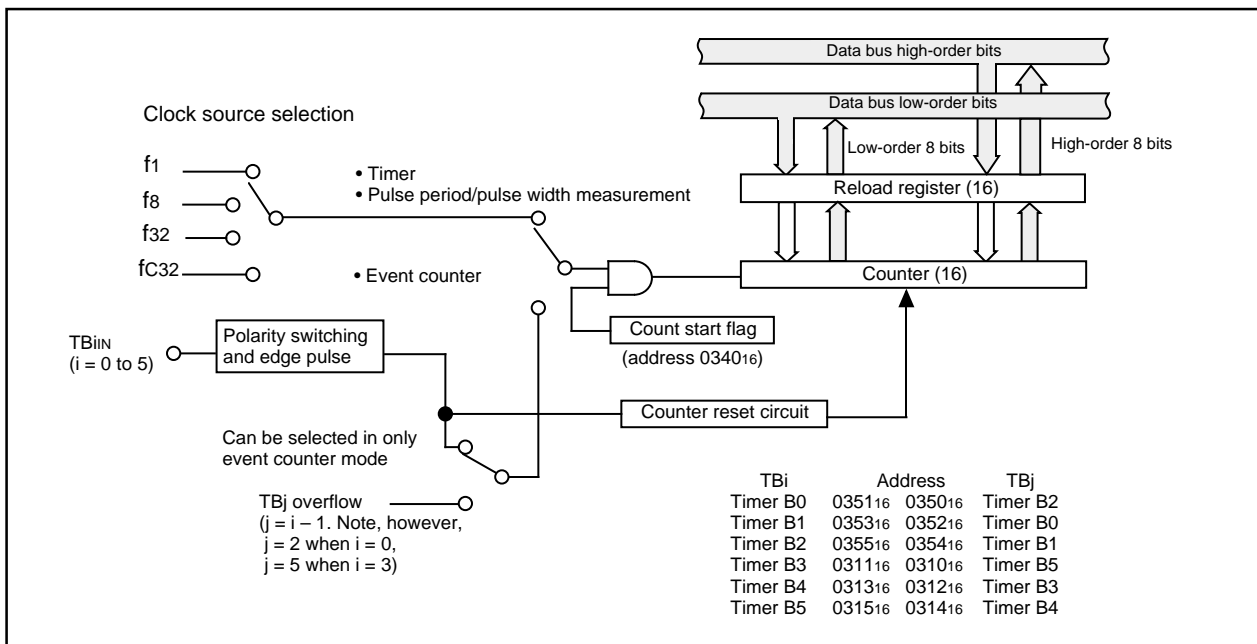 Data bus high-order bits
Data bus low-order bits
Clock source selection
Low-order 8 bits
High-order 8 bits
f1
• Timer
• Pulse period/pulse width measurement
Reload register (16)
f8
f32
fC32
• Event counter
Counter (16)
Count start flag
(address 034016)
TBiIN
(i = 0 to 5)
Polarity switching
and edge pulse
Counter reset circuit
Can be selected in only
event counter mode
TBj overflow
(j = i – 1. Note, however,
j = 2 when i = 0,
j = 5 when i = 3)
TBi Address TBj
Timer B0 035116 035016 Timer B2
Timer B1 035316 035216 Timer B0
Timer B2 035516 035416 Timer B1
Timer B3 031116 031016 Timer B5
Timer B4 031316 031216 Timer B3
Timer B5 031516 031416 Timer B4